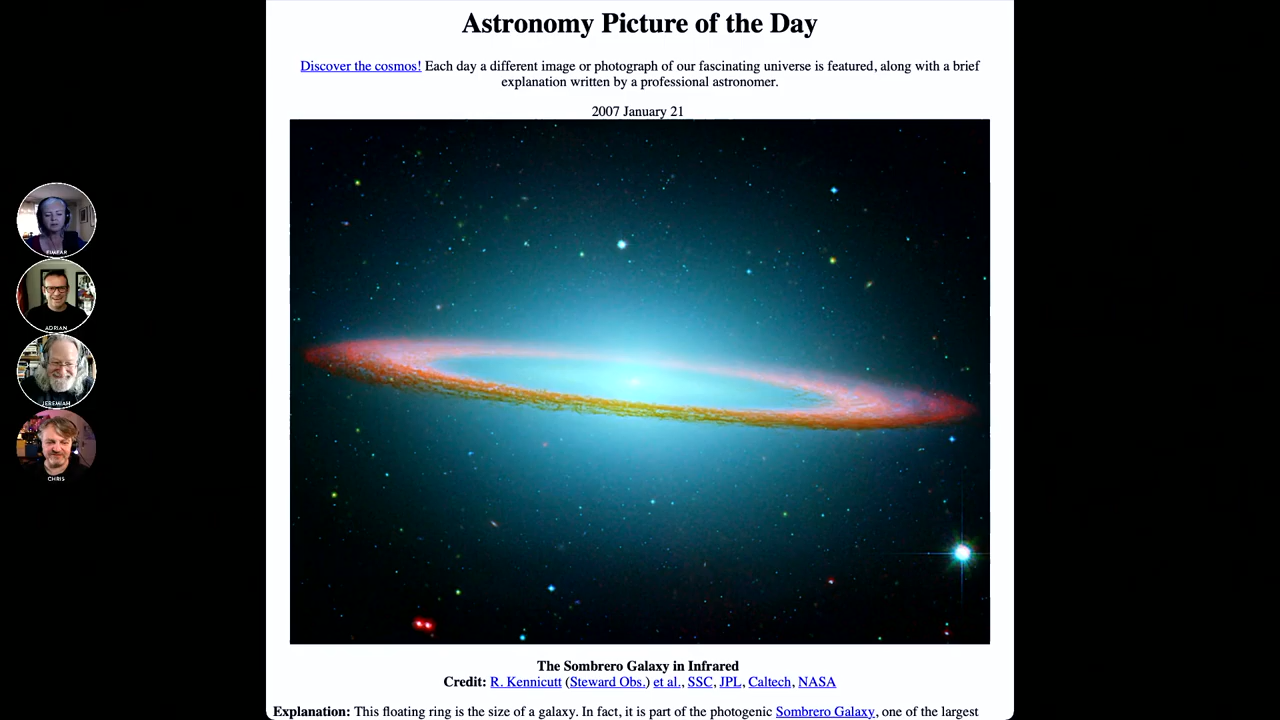 Astronomy Picture of the Day
Discover the cosmos! Each day a different image or photograph of our fascinating universe is featured, along with a brief
explanation written by a professional astronomer.
2007 January 21
EIMEAR
ADRIAN
JEREMIAH
CHRIS
The Sombrero Galaxy in Infrared
Credit: R. Kennicutt (Steward Obs.) et al., SSC, JPL, Caltech, NASA
Explanation: This floating ring is the size of a galaxy. In fact, it is part of the photogenic Sombrero Galaxy, one of the largest